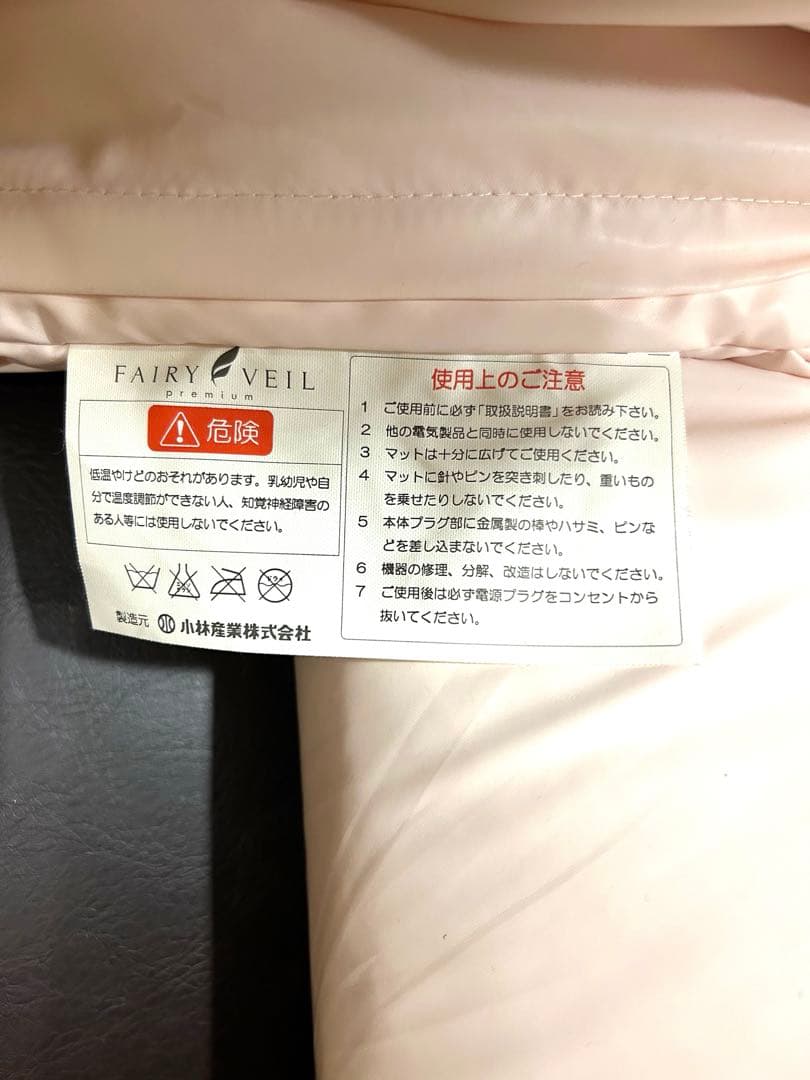 FAIRY VEIL
premium
危険
低温やけどのおそれがあります。乳幼児や自
分で温度調節ができない人、知覚神経障害の
ある人等には使用しないでください。
製造元 小林産業株式会社
使用上のご注意
1 ご使用前に必ず「取扱説明書」をお読み下さい。
2 他の電気製品と同時に使用しないでください。
3 マットは十分に広げてご使用ください。
4 マットに針やピンを突き刺したり、重いもの
を乗せたりしないでください。
5 本体プラグ部に金属製の棒やハサミ、ピンな
どを差し込まないでください。
6 機器の修理、分解、改造はしないでください。
7 ご使用後は必ず電源プラグをコンセントから
抜いてください。